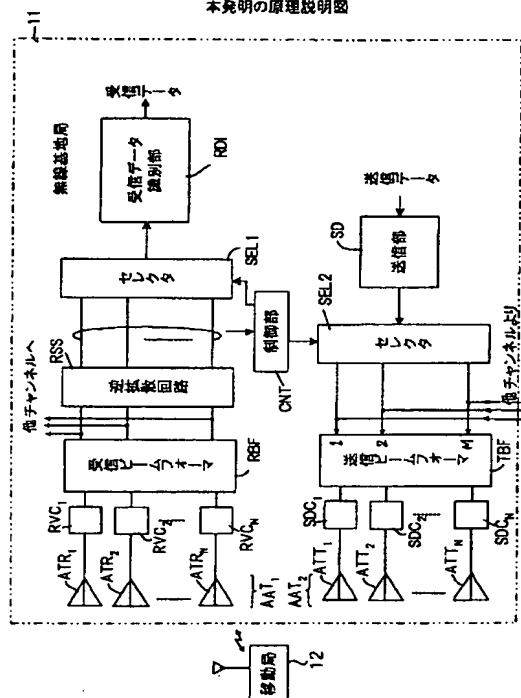 本発明の原理説明図
11
無線基地局
受信データ
受信データ
識別部
RDI
セレクタ
SEL1
他チャンネルへ
RSS
逆拡散回路
制御部
CNT
受信ビームフォーマ
RBF
RVC1
RVC2
RVCN
ATR1
ATR2
ATRN
AAT1
AAT2
送信データ
SD
送信部
SEL2
セレクタ
他チャンネルより
1
2
M
送信ビームフォーマ
TBF
SDC1
SDC2
SDCN
ATT1
ATT2
ATTN
移動局
12